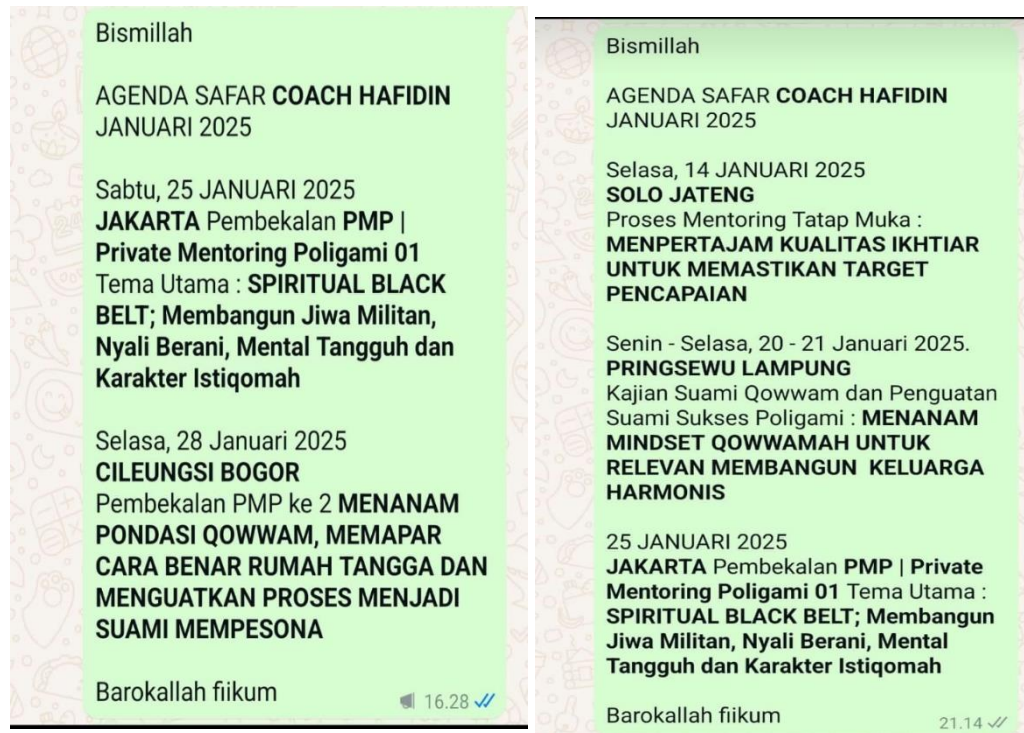 Bismillah
AGENDA SAFAR COACH HAFIDIN
JANUARI 2025
Sabtu, 25 JANUARI 2025
JAKARTA Pembekalan PMP |
Private Mentoring Poligami 01
Tema Utama : SPIRITUAL BLACK
BELT; Membangun Jiwa Militan,
Nyali Berani, Mental Tangguh dan
Karakter Istiqomah
Selasa, 28 Januari 2025
CILEUNGSI BOGOR
Pembekalan PMP ke 2 MENANAM
PONDASI QOWWAM, MEMAPAR
CARA BENAR RUMAH TANGGA DAN
MENGUATKAN PROSES MENJADI
SUAMI MEMPESONA
Barokallah fiikum
16.28
Bismillah
AGENDA SAFAR COACH HAFIDIN
JANUARI 2025
Selasa, 14 JANUARI 2025
SOLO JATENG
Proses Mentoring Tatap Muka :
MENPERTAJAM KUALITAS IKHTIAR
UNTUK MEMASTIKAN TARGET
PENCAPAIAN
Senin - Selasa, 20 - 21 Januari 2025.
PRINGSEWU LAMPUNG
Kajian Suami Qowwam dan Penguatan
Suami Sukses Poligami : MENANAM
MINDSET QOWWAMAH UNTUK
RELEVAN MEMBANGUN  KELUARGA
HARMONIS
25 JANUARI 2025
JAKARTA Pembekalan PMP | Private
Mentoring Poligami 01 Tema Utama :
SPIRITUAL BLACK BELT; Membangun
Jiwa Militan, Nyali Berani, Mental
Tangguh dan Karakter Istiqomah
Barokallah fiikum
21.14